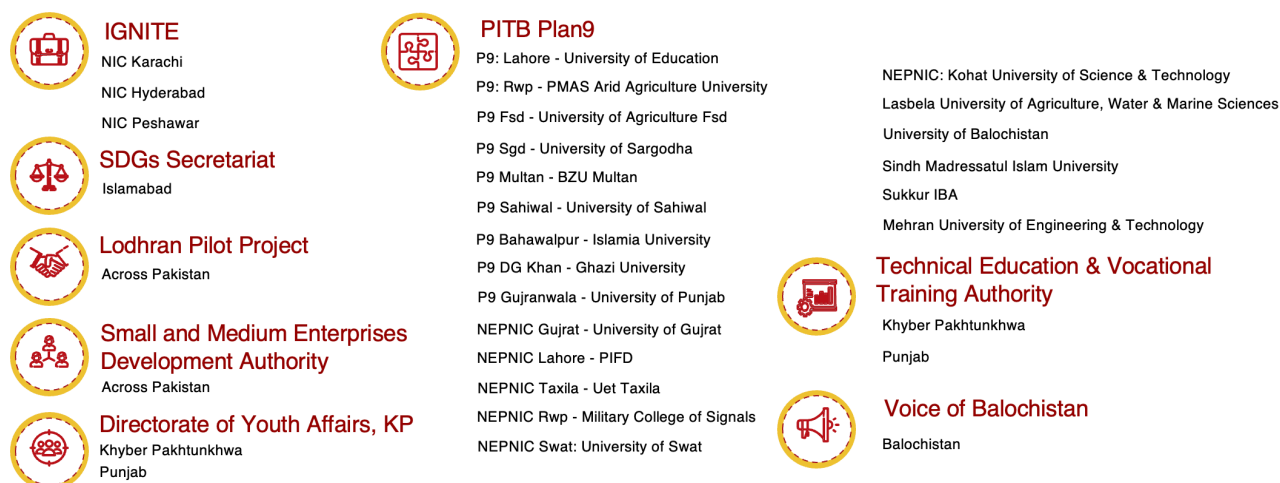 IGNITE
NIC Karachi
NIC Hyderabad
NIC Peshawar
SDGs Secretariat
Islamabad
Lodhran Pilot Project
Across Pakistan
Small and Medium Enterprises
Development Authority
Across Pakistan
Directorate of Youth Affairs, KP
Khyber Pakhtunkhwa
Punjab
PITB Plan9
P9: Lahore - University of Education
P9: Rwp - PMAS Arid Agriculture University
P9 Fsd - University of Agriculture Fsd
P9 Sgd - University of Sargodha
P9 Multan - BZU Multan
P9 Sahiwal - University of Sahiwal
P9 Bahawalpur - Islamia University
P9 DG Khan - Ghazi University
P9 Gujranwala - University of Punjab
NEPNIC Gujrat - University of Gujrat
NEPNIC Lahore - PIFD
NEPNIC Taxila - Uet Taxila
NEPNIC Rwp - Military College of Signals
NEPNIC Swat: University of Swat
NEPNIC: Kohat University of Science & Technology
Lasbela University of Agriculture, Water & Marine Sciences
University of Balochistan
Sindh Madressatul Islam University
Sukkur IBA
Mehran University of Engineering & Technology
Technical Education & Vocational
Training Authority
Khyber Pakhtunkhwa
Punjab
Voice of Balochistan
Balochistan